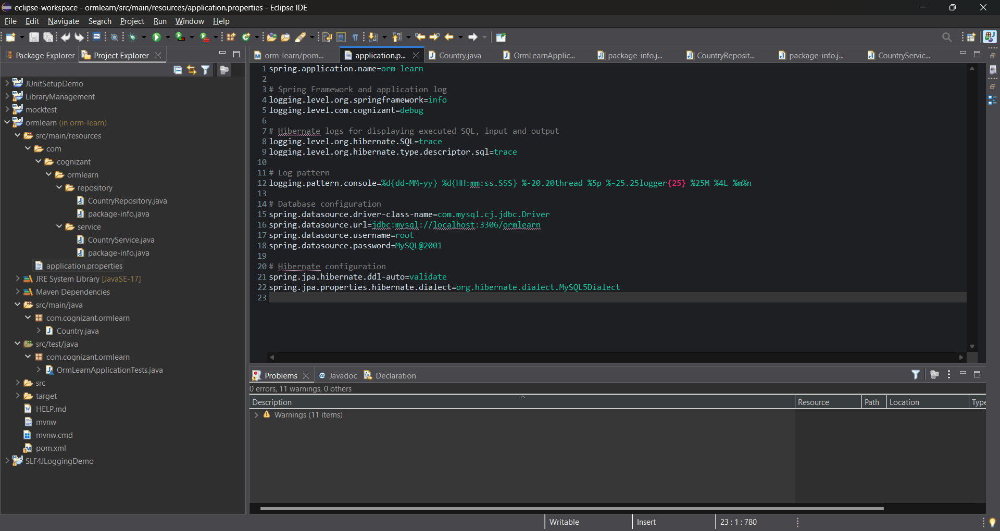 eclipse-workspace - ormlearn/src/main/resources/application.properties - Eclipse IDE
File Edit Navigate Search Project Run Window Help
Package Explorer
Project Explorer
JUnitSetupDemo
LibraryManagement
mocktest
ormlearn (in orm-learn)
src/main/resources
com
cognizant
ormlearn
repository
CountryRepository.java
package-info.java
service
CountryService.java
package-info.java
application.properties
JRE System Library [JavaSE-17]
Maven Dependencies
src/main/java
com.cognizant.ormlearn
Country.java
src/test/java
com.cognizant.ormlearn
OrmLearnApplicationTests.java
src
target
HELP.md
mvnw
mvnw.cmd
pom.xml
SLF4JLoggingDemo
orm-learn/pom... application.p... Country.java OrmLearnApplic... package-info.j... CountryReposit... package-info.j... CountryServic...
1 spring.application.name=orm-learn
2
3 # Spring Framework and application log
4 logging.level.org.springframework=info
5 logging.level.com.cognizant=debug
6
7 # Hibernate logs for displaying executed SQL, input and output
8 logging.level.org.hibernate.SQL=trace
9 logging.level.org.hibernate.type.descriptor.sql=trace
10
11 # Log pattern
12 logging.pattern.console=%d{dd-MM-yy} %d{HH:mm:ss.SSS} %-20.20thread %5p %-25.25logger{25} %25M %4L %m%n
13
14 # Database configuration
15 spring.datasource.driver-class-name=com.mysql.cj.jdbc.Driver
16 spring.datasource.url=jdbc:mysql://localhost:3306/ormlearn
17 spring.datasource.username=root
18 spring.datasource.password=MySQL@2001
19
20 # Hibernate configuration
21 spring.jpa.hibernate.ddl-auto=validate
22 spring.jpa.properties.hibernate.dialect=org.hibernate.dialect.MySQL5Dialect
23
Problems Javadoc Declaration
0 errors, 11 warnings, 0 others
Description Resource Path Location Type
Warnings (11 items)
Writable Insert 23 : 1 : 780